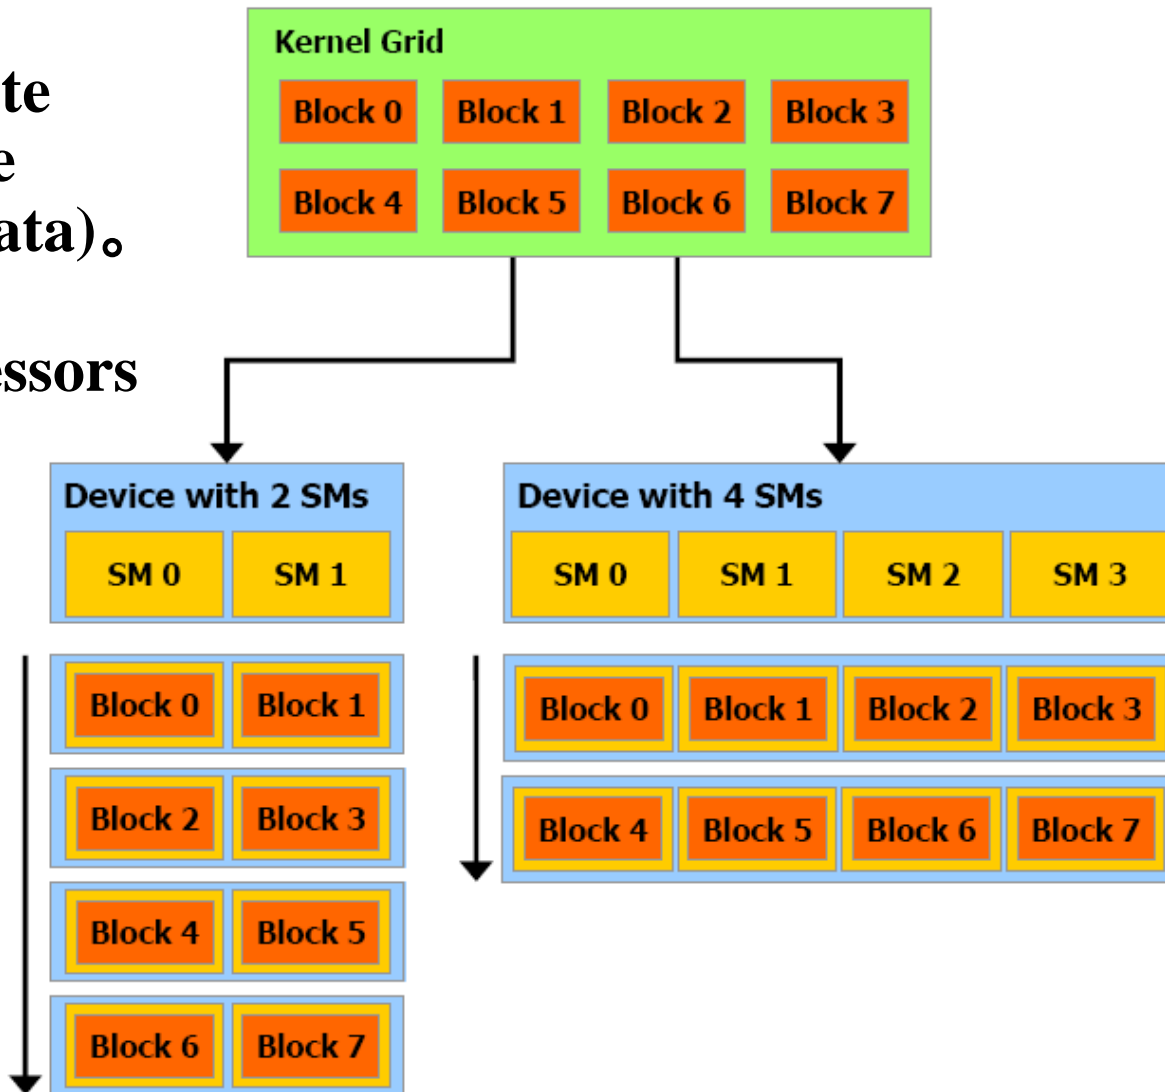 te
e
ata)。
essors
Kernel Grid
Block 0 Block 1 Block 2 Block 3
Block 4 Block 5 Block 6 Block 7
Device with 2 SMs
SM 0 SM 1
Block 0 Block 1
Block 2 Block 3
Block 4 Block 5
Block 6 Block 7
Device with 4 SMs
SM 0 SM 1 SM 2 SM 3
Block 0 Block 1 Block 2 Block 3
Block 4 Block 5 Block 6 Block 7